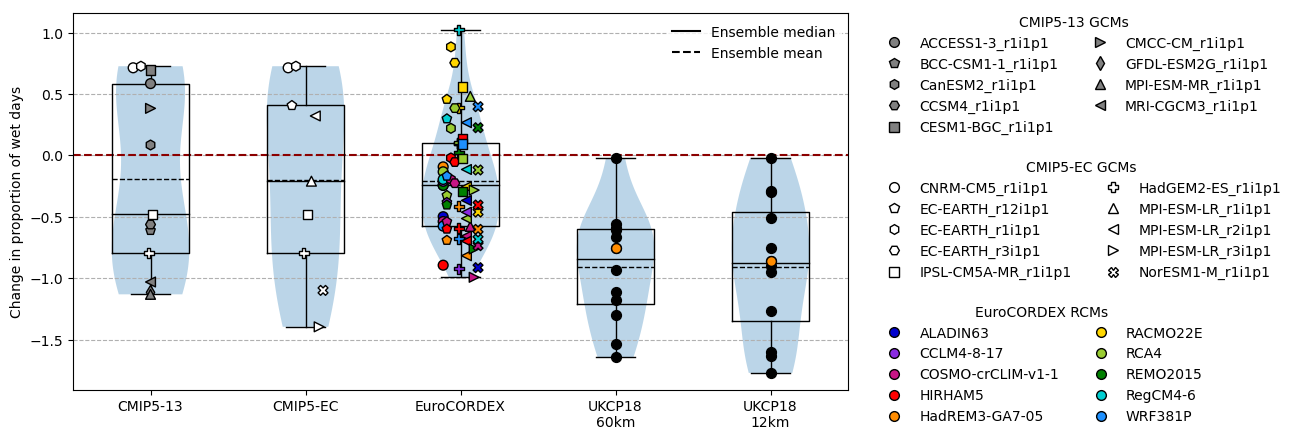 Change in proportion of wet days
1.0
0.5
0.0
−0.5
−1.0
−1.5
Ensemble median
Ensemble mean
CMIP5-13
CMIP5-EC
EuroCORDEX
UKCP18
60km
UKCP18
12km
CMIP5-13 GCMs
ACCESS1-3_r1i1p1
BCC-CSM1-1_r1i1p1
CanESM2_r1i1p1
CCSM4_r1i1p1
CESM1-BGC_r1i1p1
CMCC-CM_r1i1p1
GFDL-ESM2G_r1i1p1
MPI-ESM-MR_r1i1p1
MRI-CGCM3_r1i1p1
CMIP5-EC GCMs
CNRM-CM5_r1i1p1
EC-EARTH_r12i1p1
EC-EARTH_r1i1p1
EC-EARTH_r3i1p1
IPSL-CM5A-MR_r1i1p1
HadGEM2-ES_r1i1p1
MPI-ESM-LR_r1i1p1
MPI-ESM-LR_r2i1p1
MPI-ESM-LR_r3i1p1
NorESM1-M_r1i1p1
EuroCORDEX RCMs
ALADIN63
CCLM4-8-17
COSMO-crCLIM-v1-1
HIRHAM5
HadREM3-GA7-05
RACMO22E
RCA4
REMO2015
RegCM4-6
WRF381P